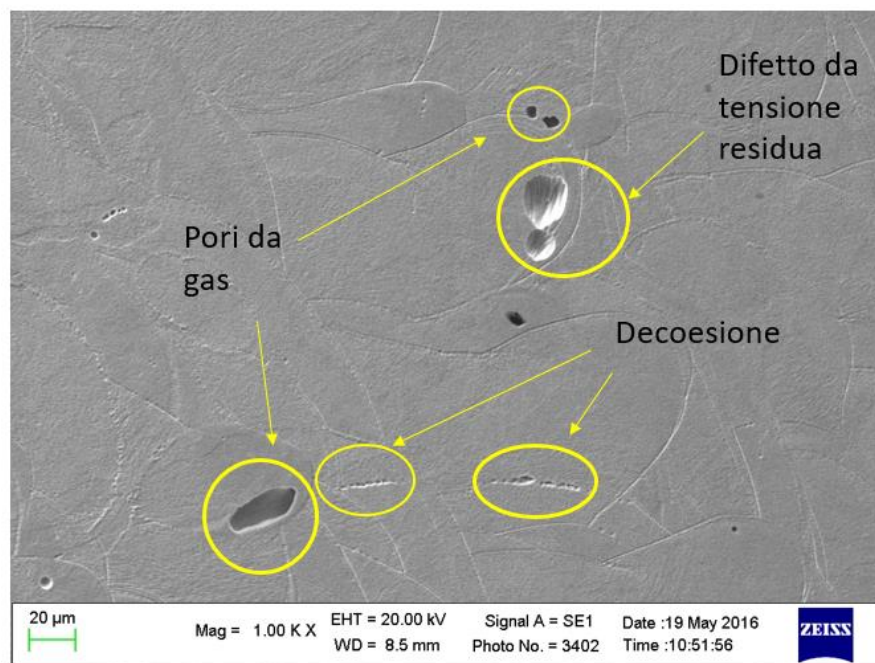 Difetto da
tensione
residua
Pori da
gas
Decoesione
20 µm
Mag = 1.00 K X
EHT = 20.00 kV
WD = 8.5 mm
Signal A = SE1
Photo No. = 3402
Date :19 May 2016
Time :10:51:56
ZEISS